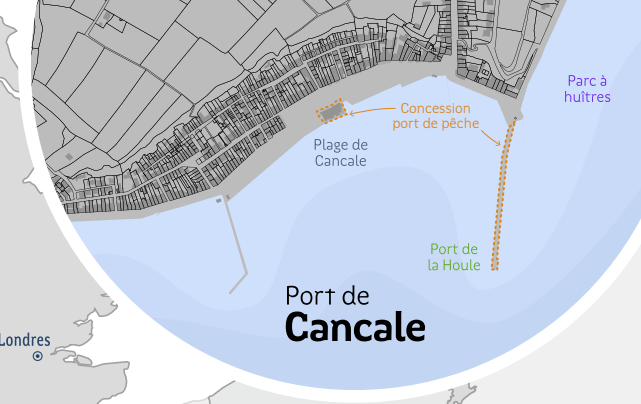 Parc à
huîtres
Concession
port de pêche
Plage de
Cancale
Port de
la Houle
Port de
Cancale
Londres